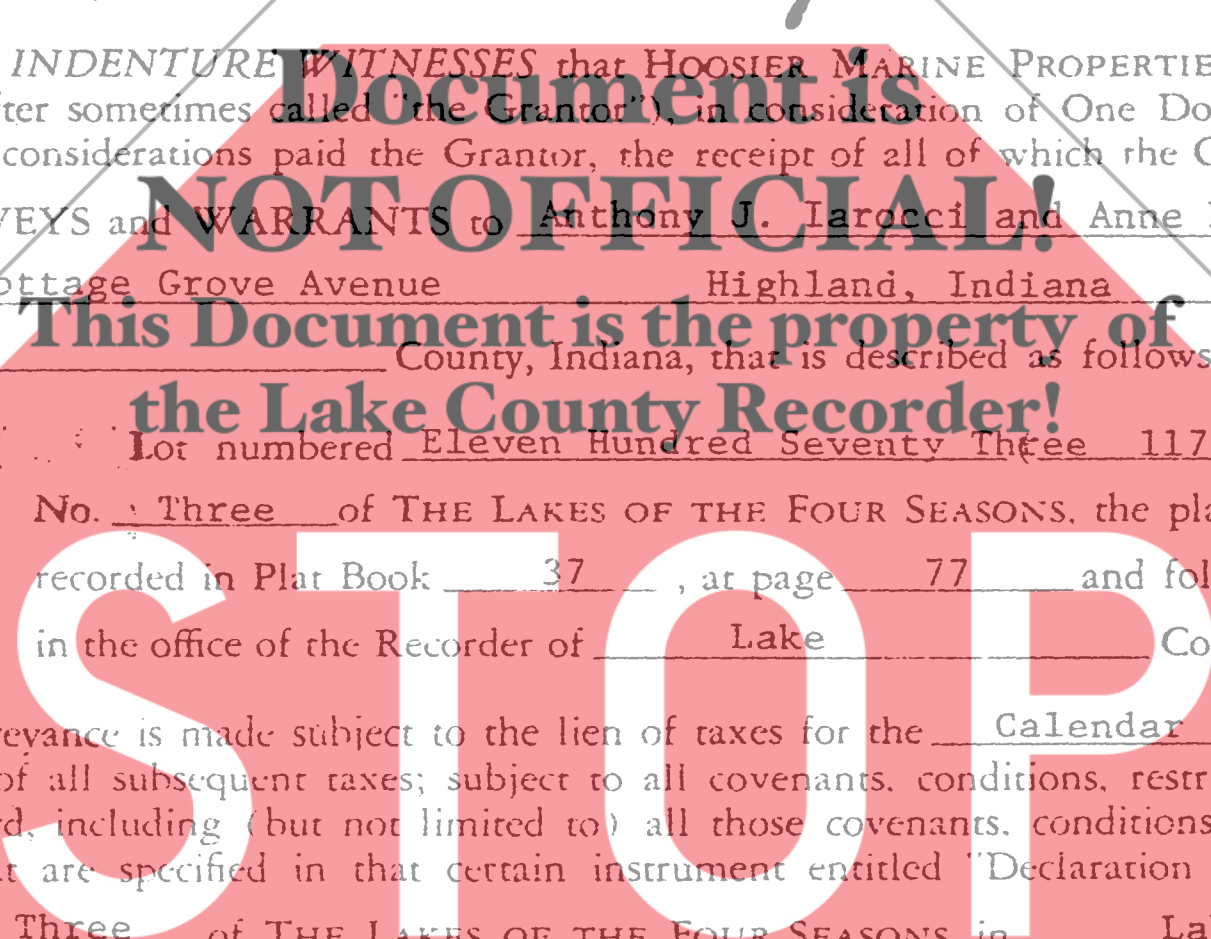 Document is
NOT OFFICIAL!
This Document is the property of
the Lake County Recorder!
STOP
INDENTURE WITNESSES that HOOSIER MARINE PROPERTIE
ter sometimes called "the Grantor"), in consideration of One Do
considerations paid the Grantor, the receipt of all of which the
VEYS and WARRANTS to Anthony J. Iarocci and Anne
ottage Grove Avenue Highland, Indiana
County, Indiana, that is described as follows
Lot numbered Eleven Hundred Seventy Three 117
No. Three of THE LAKES OF THE FOUR SEASONS, the pla
recorded in Plat Book 37 , at page 77 and fol
in the office of the Recorder of Lake Co
eyance is made subject to the lien of taxes for the Calendar
of all subsequent taxes; subject to all covenants, conditions, restr
d, including (but not limited to) all those covenants, conditions
t are specified in that certain instrument entitled "Declaration
Three of THE LAKES OF THE FOUR SEASONS in La